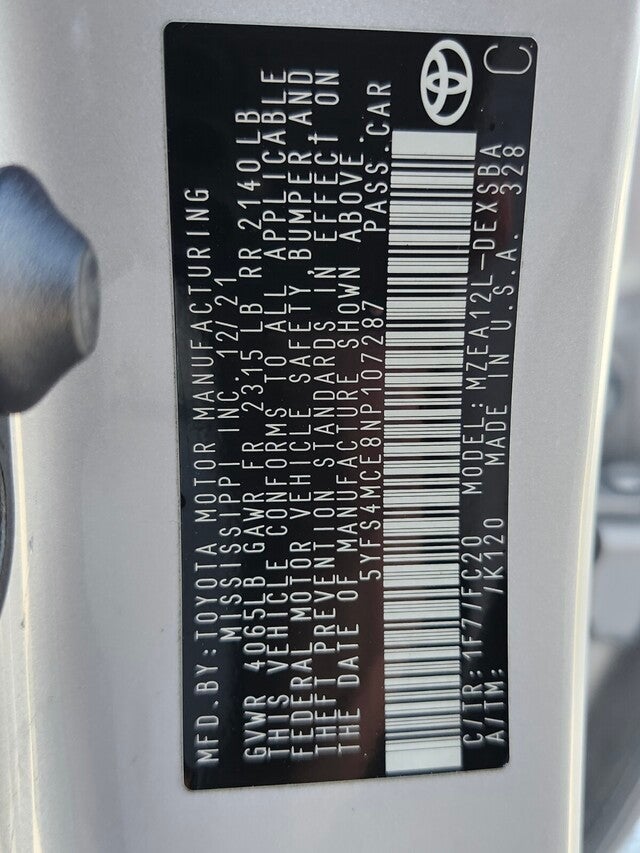 MFD.BY:TOYOTA MOTOR MANUFACTURING
MISSISSIPPI INC. 12/21
GVWR 4065LB GAWR FR 2315 LB RR 2140LB
THIS VEHICLE CONFORMS TO ALL APPLICABLE
FEDERAL MOTOR VEHICLE SAFETY, BUMPER AND
THEFT PREVENTION STANDARDS IN EFFECT ON
THE DATE OF MANUFACTURE SHOWN ABOVE.
5YFS4MCE8NP107287 PASS.CAR
C/TR: 1F7/FC20 MODEL: MZEA12L-DEXSBA
A/TM: /K120 MADE IN U.S.A. 328
C